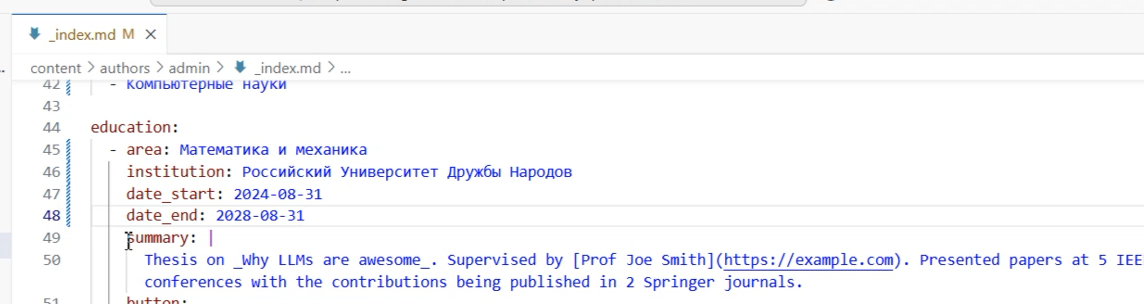 _index.md M ×
content > authors > admin > _index.md > ...
42 - Компьютерные науки
43
44 education:
45 - area: Математика и механика
46 institution: Российский Университет Дружбы Народов
47 date_start: 2024-08-31
48 date_end: 2028-08-31
49 summary: |
50 Thesis on _Why LLMs are awesome_. Supervised by [Prof Joe Smith](https://example.com). Presented papers at 5 IEE
conferences with the contributions being published in 2 Springer journals.
51 button: